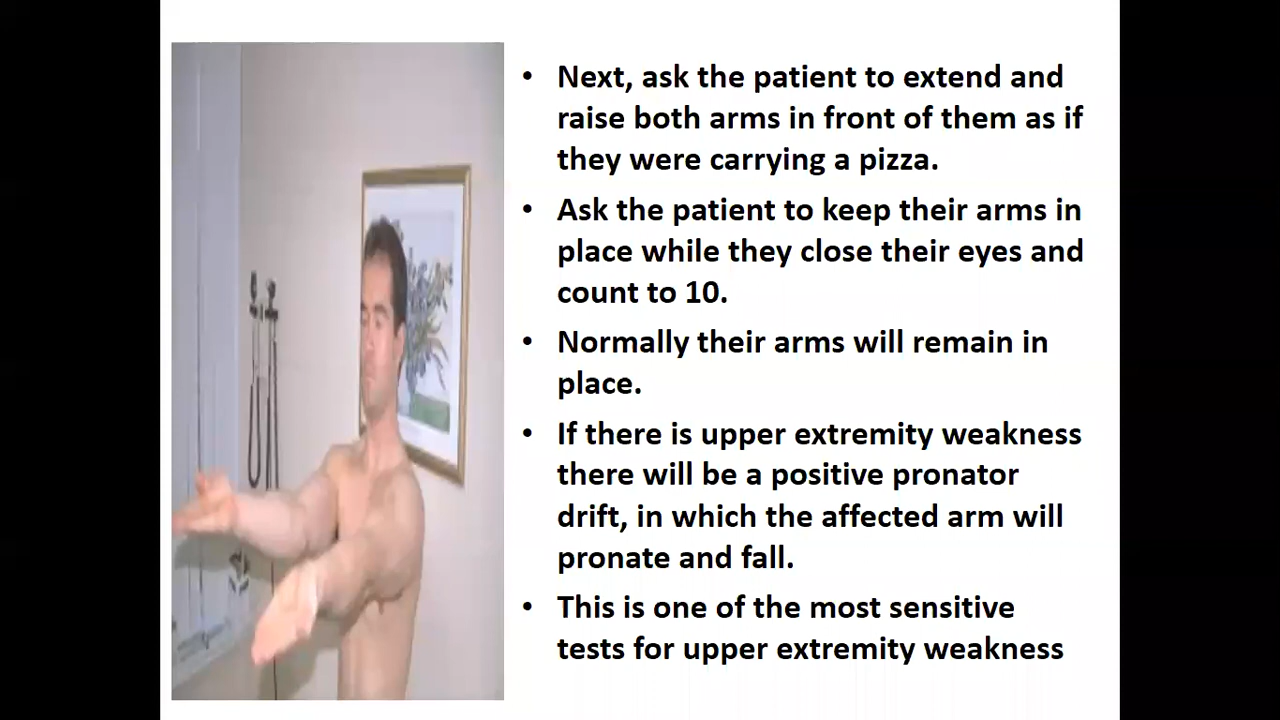 • Next, ask the patient to extend and
raise both arms in front of them as if
they were carrying a pizza.
• Ask the patient to keep their arms in
place while they close their eyes and
count to 10.
• Normally their arms will remain in
place.
• If there is upper extremity weakness
there will be a positive pronator
drift, in which the affected arm will
pronate and fall.
• This is one of the most sensitive
tests for upper extremity weakness